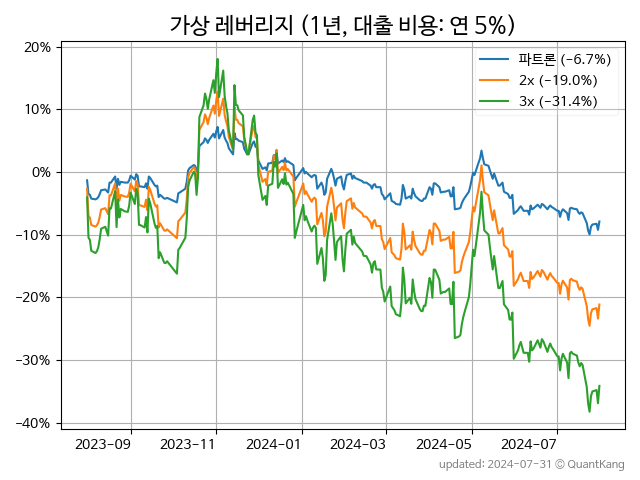 가상 레버리지 (1년, 대출 비용: 연 5%)
20%
10%
0%
−10%
−20%
−30%
−40%
파트론 (−6.7%)
2x (−19.0%)
3x (−31.4%)
2023-09
2023-11
2024-01
2024-03
2024-05
2024-07
updated: 2024-07-31 © QuantKang